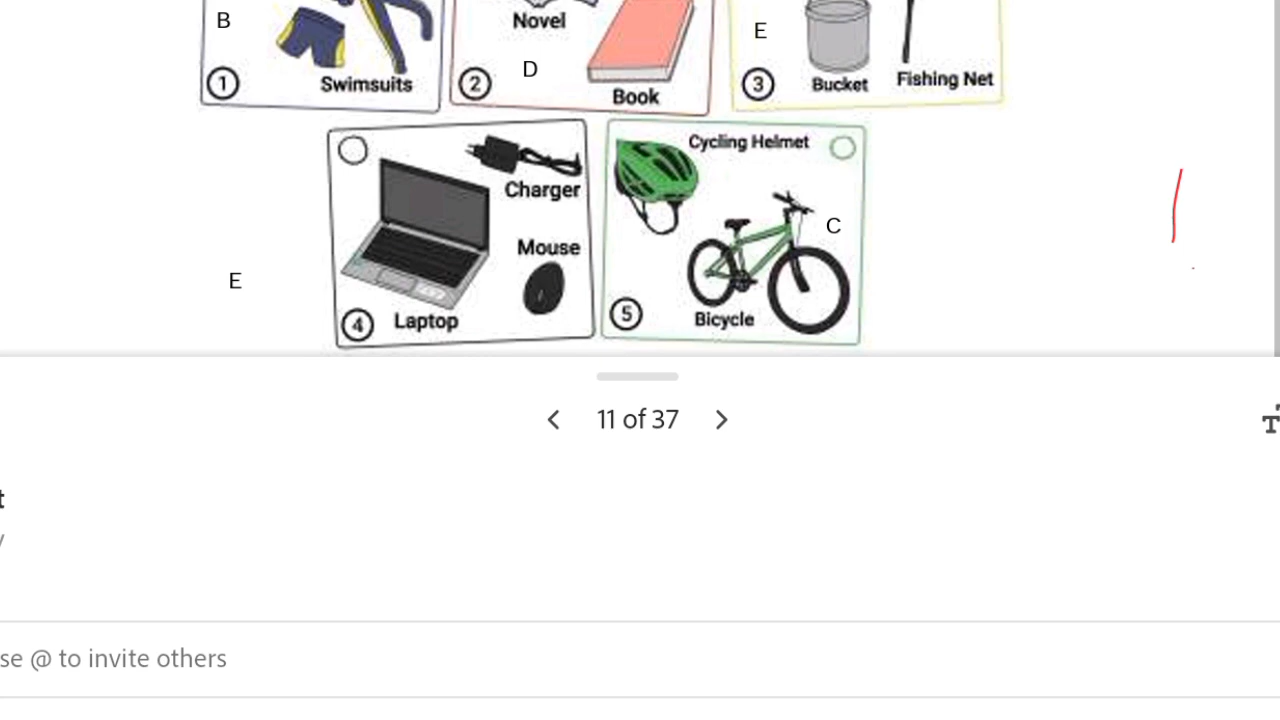 B
Novel
E
D
1
Swimsuits
2
Book
3
Bucket
Fishing Net
Cycling Helmet
Charger
C
Mouse
E
4
Laptop
5
Bicycle
11 of 37
t
se @ to invite others